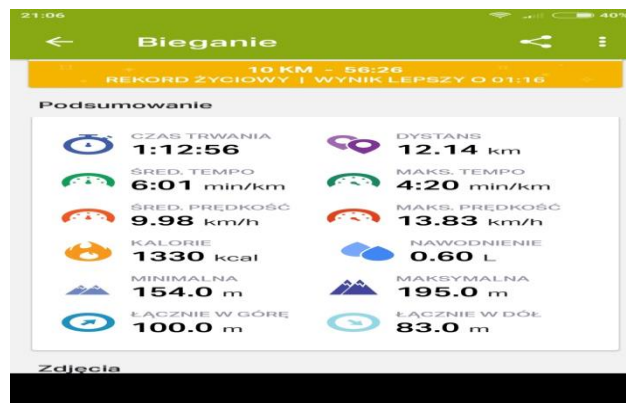 21:06 40%
Bieganie
10 KM - 56:26
REKORD ŻYCIOWY | WYNIK LEPSZY O 01:16
Podsumowanie
CZAS TRWANIA DYSTANS
1:12:56 12.14 km
ŚRED. TEMPO MAKS. TEMPO
6:01 min/km 4:20 min/km
ŚRED. PRĘDKOŚĆ MAKS. PRĘDKOŚĆ
9.98 km/h 13.83 km/h
KALORIE NAWODNIENIE
1330 kcal 0.60 L
MINIMALNA MAKSYMALNA
154.0 m 195.0 m
ŁĄCZNIE W GÓRĘ ŁĄCZNIE W DÓŁ
100.0 m 83.0 m
Zdjęcia